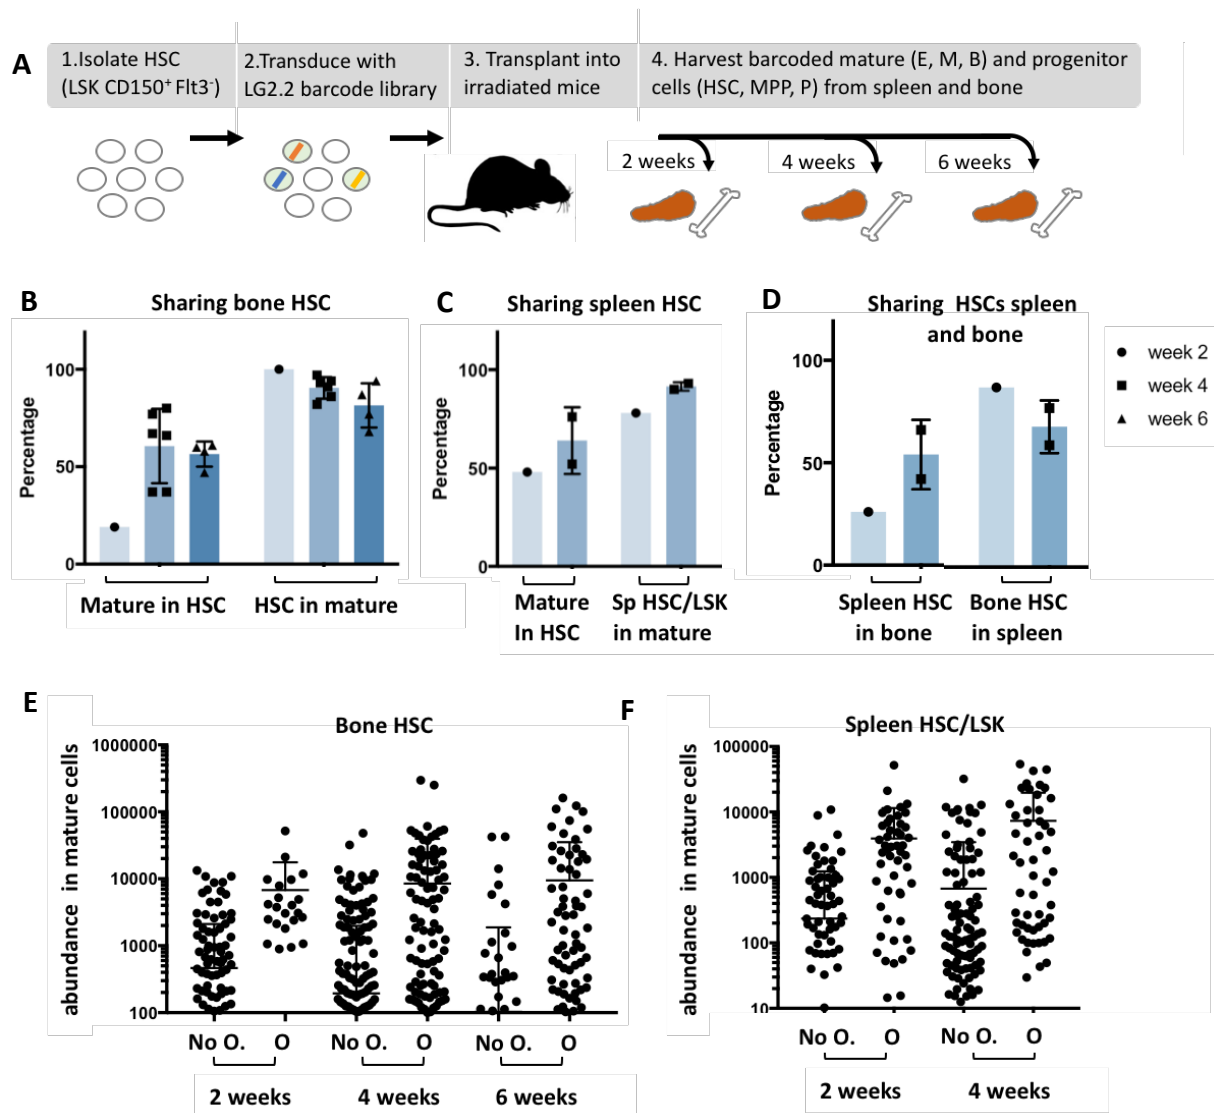 A
1.Isolate HSC
(LSK CD150⁺ Flt3⁻)
2.Transduce with
LG2.2 barcode library
3. Transplant into
irradiated mice
4. Harvest barcoded mature (E, M, B) and progenitor
cells (HSC, MPP, P) from spleen and bone
2 weeks
4 weeks
6 weeks
B
Sharing bone HSC
Percentage
100
50
0
Mature in HSC
HSC in mature
C
Sharing spleen HSC
Percentage
100
50
0
Mature
In HSC
Sp HSC/LSK
in mature
D
Sharing HSCs spleen
and bone
Percentage
100
50
0
Spleen HSC
in bone
Bone HSC
in spleen
week 2
week 4
week 6
E
Bone HSC
abundance in mature cells
1000000
100000
10000
1000
100
No O.
O
No O.
O
No O.
O
2 weeks
4 weeks
6 weeks
F
Spleen HSC/LSK
abundance in mature cells
100000
10000
1000
100
10
No O.
O
No O.
O
2 weeks
4 weeks